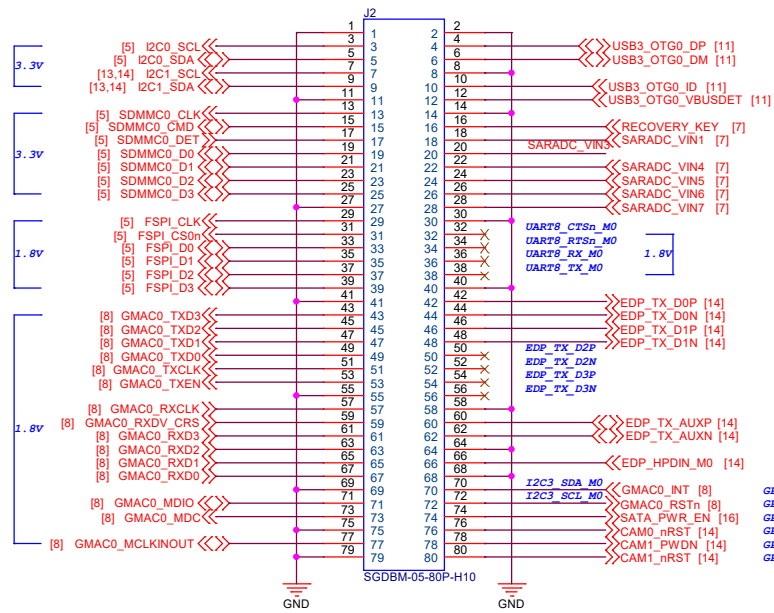 J2
1 1 2 2
[5] I2C0_SCL 3 3 4 4 USB3_OTG0_DP [11]
3.3V
[5] I2C0_SDA 5 5 6 6 USB3_OTG0_DM [11]
[13,14] I2C1_SCL 7 7 8 8
[13,14] I2C1_SDA 9 9 10 10 USB3_OTG0_ID [11]
11 11 12 12 USB3_OTG0_VBUSDET [11]
[5] SDMMC0_CLK 13 13 14 14
[5] SDMMC0_CMD 15 15 16 16 RECOVERY_KEY [7]
[5] SDMMC0_DET 17 17 18 18 SARADC_VIN1 [7]
3.3V
[5] SDMMC0_D0 19 19 20 20 SARADC_VIN3
[5] SDMMC0_D1 21 21 22 22 SARADC_VIN4 [7]
[5] SDMMC0_D2 23 23 24 24 SARADC_VIN5 [7]
[5] SDMMC0_D3 25 25 26 26 SARADC_VIN6 [7]
27 27 28 28 SARADC_VIN7 [7]
[5] FSPI_CLK 29 29 30 30
[5] FSPI_CS0n 31 31 32 32 UART8_CTSn_M0
1.8V
[5] FSPI_D0 33 33 34 34 UART8_RTSn_M0
[5] FSPI_D1 35 35 36 36 UART8_RX_M0 1.8V
[5] FSPI_D2 37 37 38 38 UART8_TX_M0
[5] FSPI_D3 39 39 40 40
41 41 42 42 EDP_TX_D0P [14]
[8] GMAC0_TXD3 43 43 44 44 EDP_TX_D0N [14]
[8] GMAC0_TXD2 45 45 46 46 EDP_TX_D1P [14]
[8] GMAC0_TXD1 47 47 48 48 EDP_TX_D1N [14]
[8] GMAC0_TXD0 49 49 50 50 EDP_TX_D2P
[8] GMAC0_TXCLK 51 51 52 52 EDP_TX_D2N
[8] GMAC0_TXEN 53 53 54 54 EDP_TX_D3P
55 55 56 56 EDP_TX_D3N
[8] GMAC0_RXCLK 57 57 58 58
1.8V
[8] GMAC0_RXDV_CRS 59 59 60 60 EDP_TX_AUXP [14]
[8] GMAC0_RXD3 61 61 62 62 EDP_TX_AUXN [14]
[8] GMAC0_RXD2 63 63 64 64
[8] GMAC0_RXD1 65 65 66 66 EDP_HPDIN_M0 [14]
[8] GMAC0_RXD0 67 67 68 68
69 69 70 70 I2C3_SDA_M0 GMAC0_INT [8]
[8] GMAC0_MDIO 71 71 72 72 I2C3_SCL_M0 GMAC0_RSTn [8]
[8] GMAC0_MDC 73 73 74 74 SATA_PWR_EN [16]
75 75 76 76 CAM0_nRST [14]
[8] GMAC0_MCLKINOUT 77 77 78 78 CAM1_PWDN [14]
79 79 80 80 CAM1_nRST [14]
SGDBM-05-80P-H10
GND GND